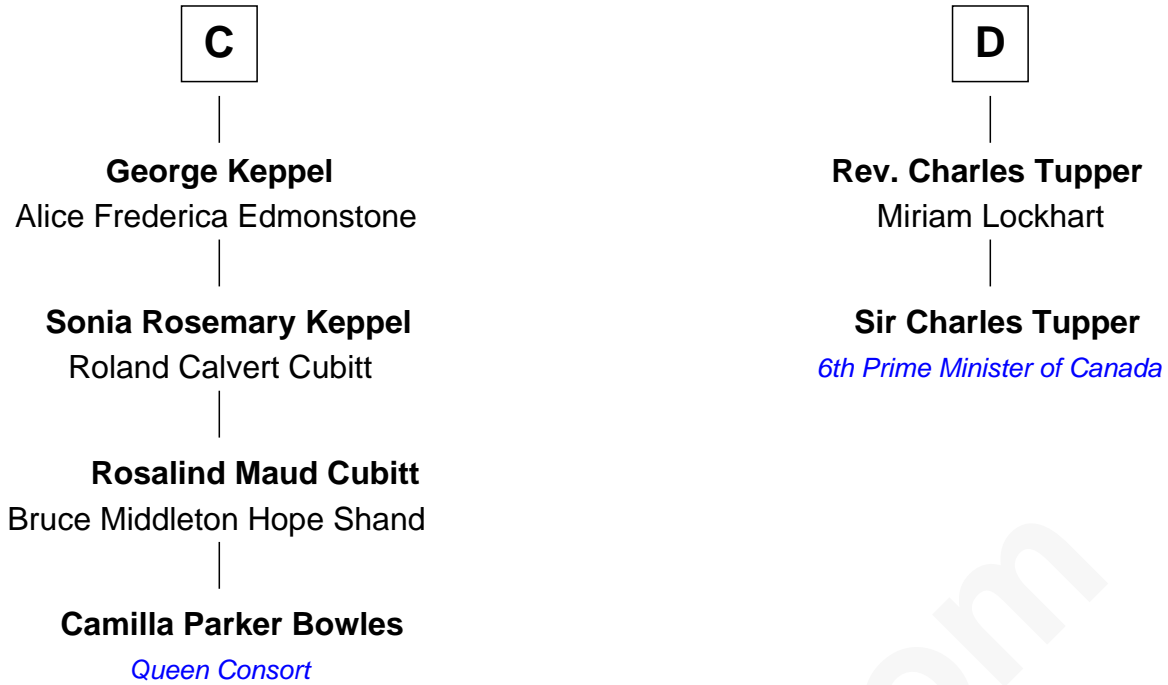 C
George Keppel
Alice Frederica Edmonstone
Sonia Rosemary Keppel
Roland Calvert Cubitt
Rosalind Maud Cubitt
Bruce Middleton Hope Shand
Camilla Parker Bowles
Queen Consort
D
Rev. Charles Tupper
Miriam Lockhart
Sir Charles Tupper
6th Prime Minister of Canada
om